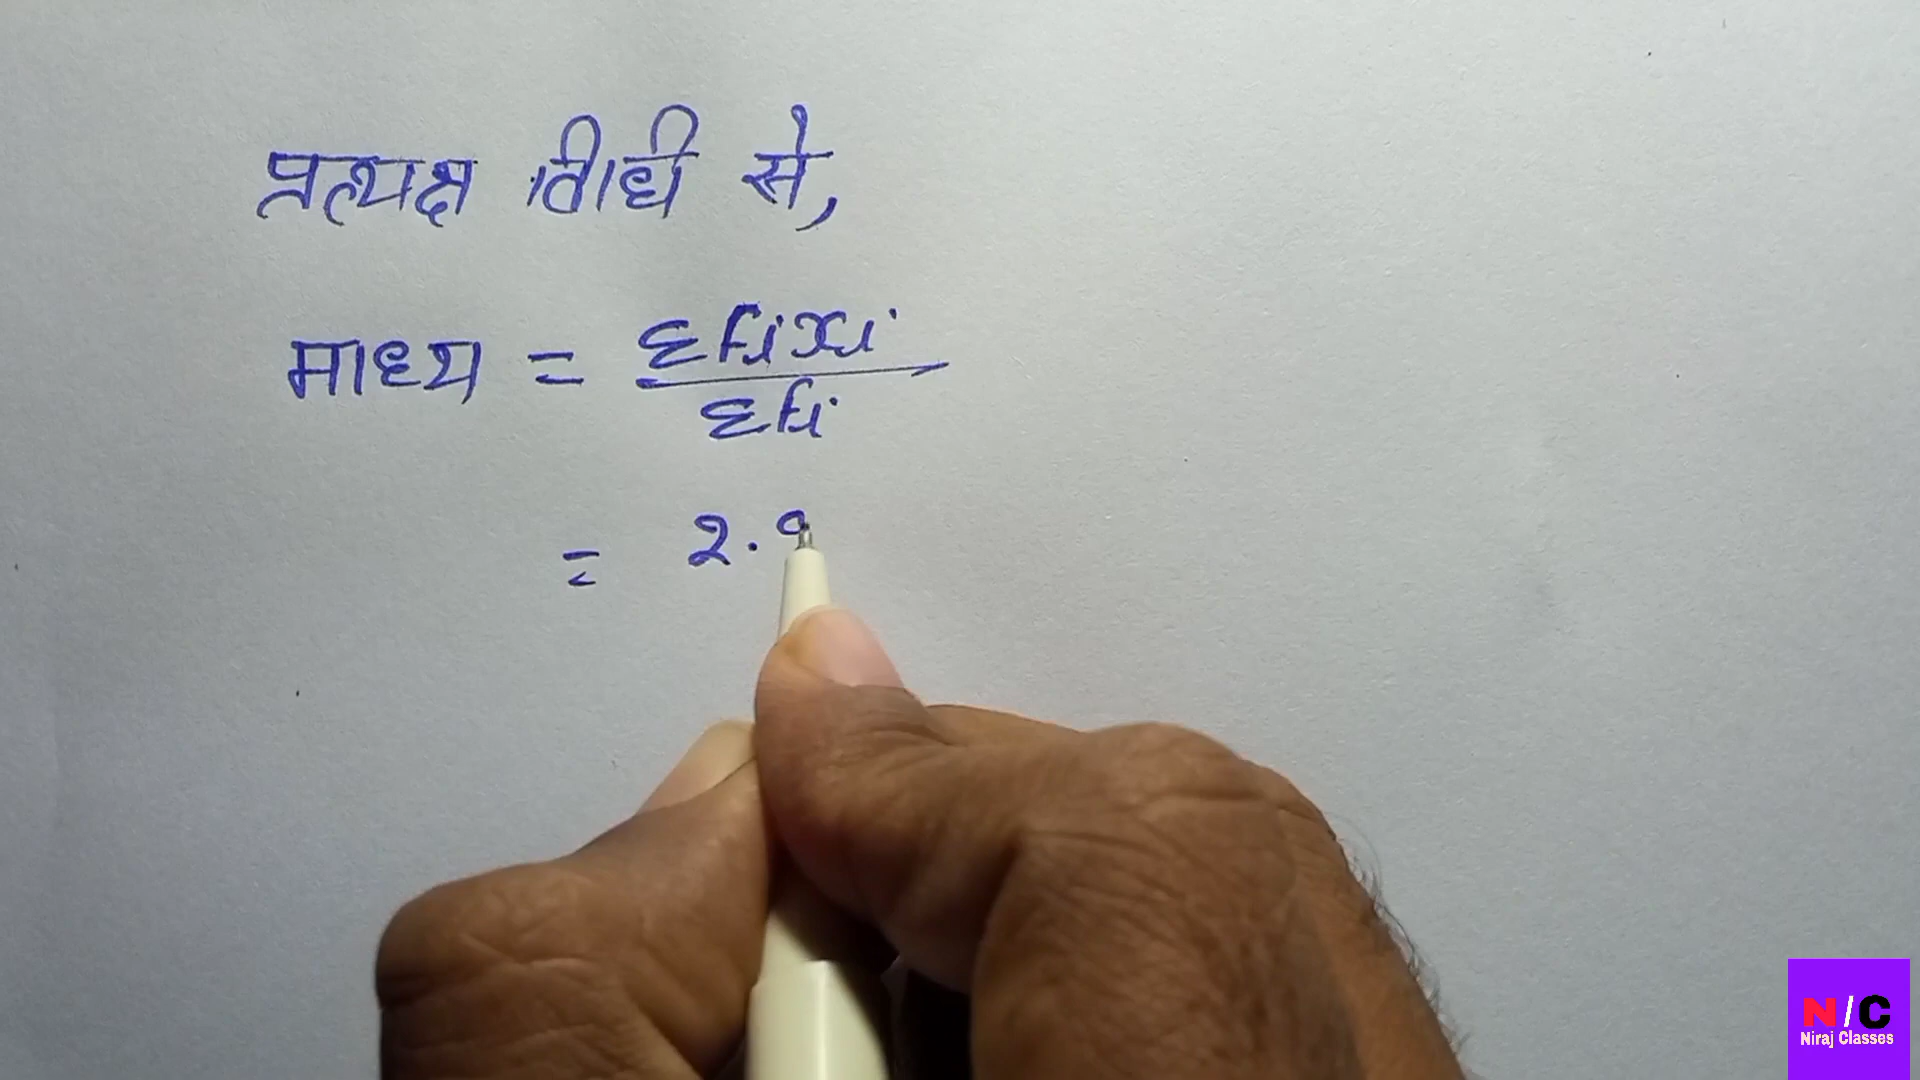 प्रत्यक्ष विधि से,
माध्य = Σfixi / Σfi
= 2.9
N/C
Niraj Classes